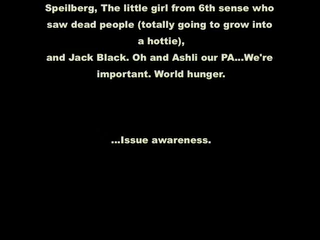 Speilberg, The little girl from 6th sense who
saw dead people (totally going to grow into
a hottie),
and Jack Black. Oh and Ashli our PA...We're
important. World hunger.
...Issue awareness.